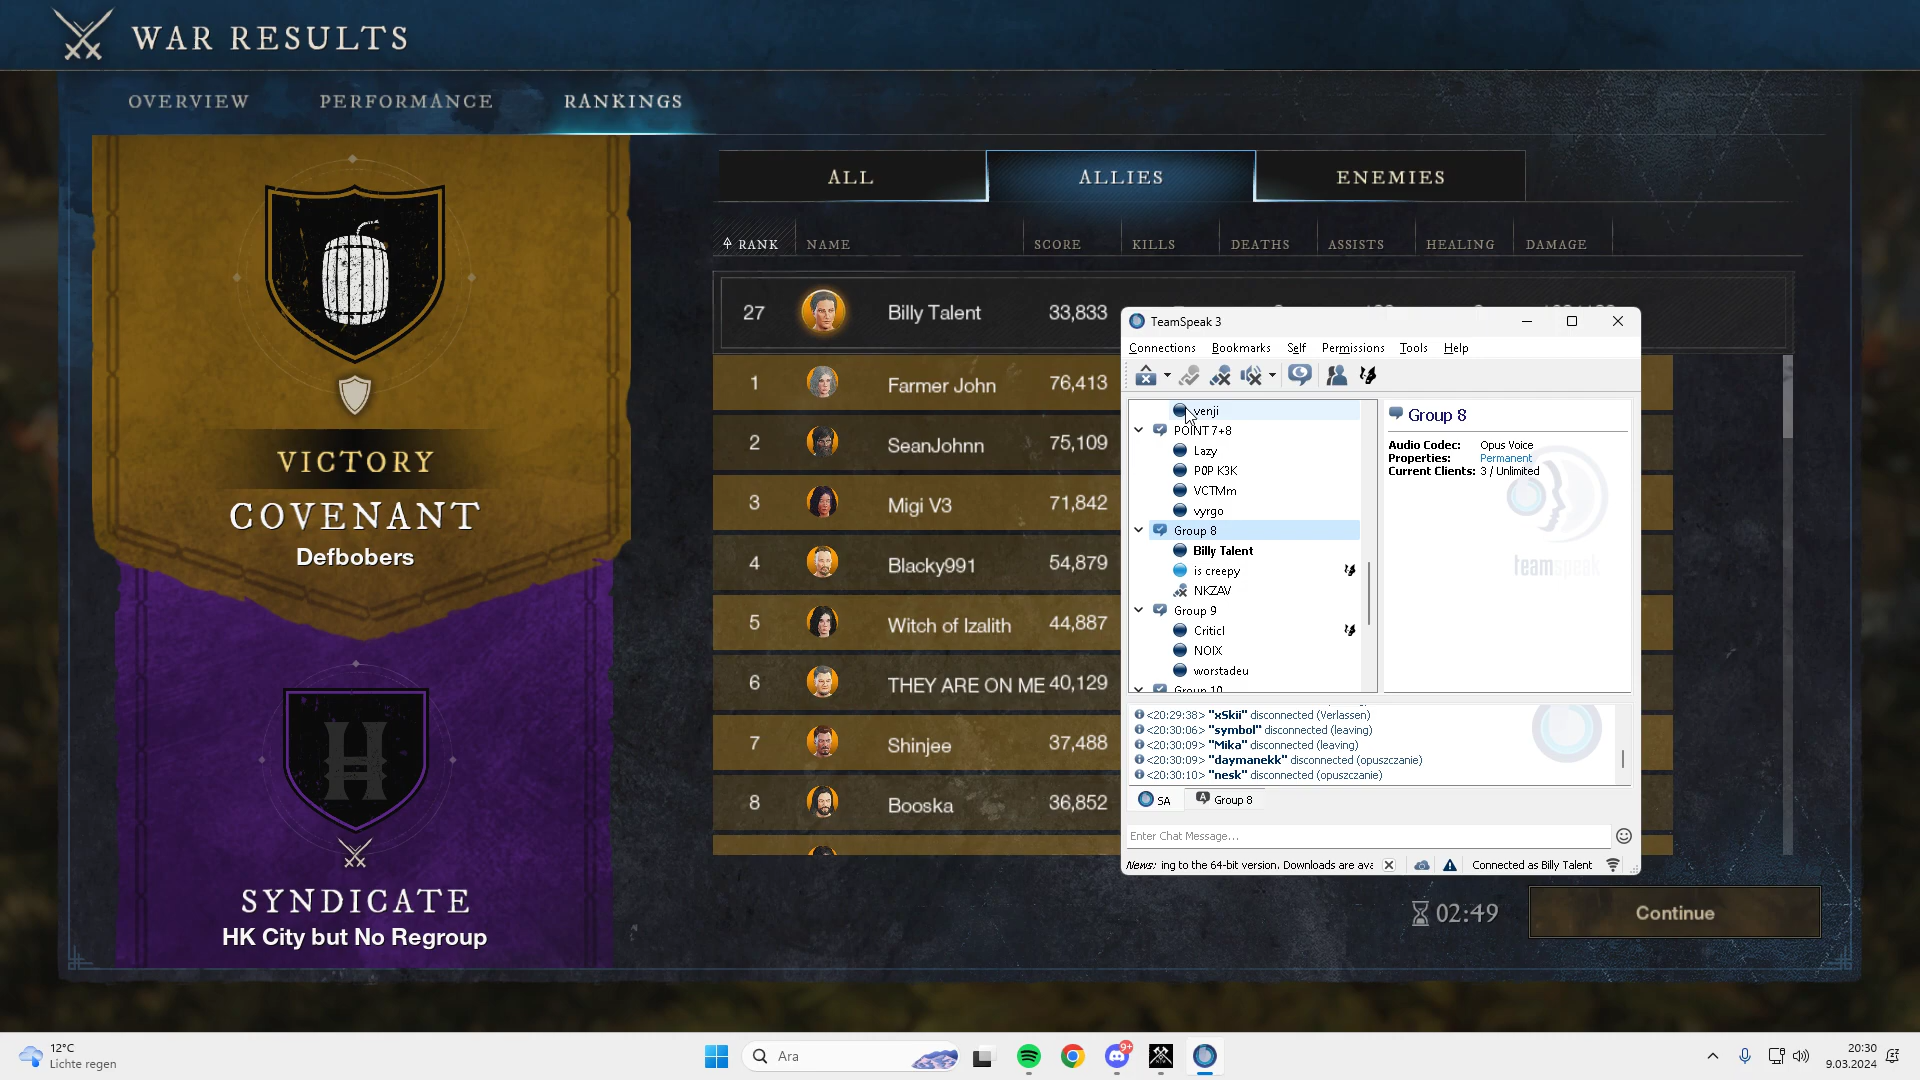 WAR RESULTS
OVERVIEW PERFORMANCE RANKINGS
VICTORY
COVENANT
Defbobers
SYNDICATE
HK City but No Regroup
ALL ALLIES ENEMIES
RANK NAME SCORE KILLS DEATHS ASSISTS HEALING DAMAGE
27 Billy Talent 33,833
1 Farmer John 76,413
2 SeanJohnn 75,109
3 Migi V3 71,842
4 Blacky991 54,879
5 Witch of Izalith 44,887
6 THEY ARE ON ME 40,129
7 Shinjee 37,488
8 Booska 36,852
02:49 Continue
TeamSpeak 3
Connections Bookmarks Self Permissions Tools Help
venji
POINT 7+8
Lazy
P0P K3K
VCTMm
vyrgo
Group 8
Billy Talent
is creepy
NKZAV
Group 9
Criticl
NOIX
worstadeu
Group 10
Group 8
Audio Codec: Opus Voice
Properties: Permanent
Current Clients: 3 / Unlimited
teamspeak
<20:29:38> "xSkii" disconnected (Verlassen)
<20:30:06> "symbol" disconnected (leaving)
<20:30:09> "Mika" disconnected (leaving)
<20:30:09> "daymanekk" disconnected (opuszczanie)
<20:30:10> "nesk" disconnected (opuszczanie)
SA Group 8
Enter Chat Message...
News: ing to the 64-bit version. Downloads are ava Connected as Billy Talent
12°C
Lichte regen
Ara
9+
20:30
9.03.2024